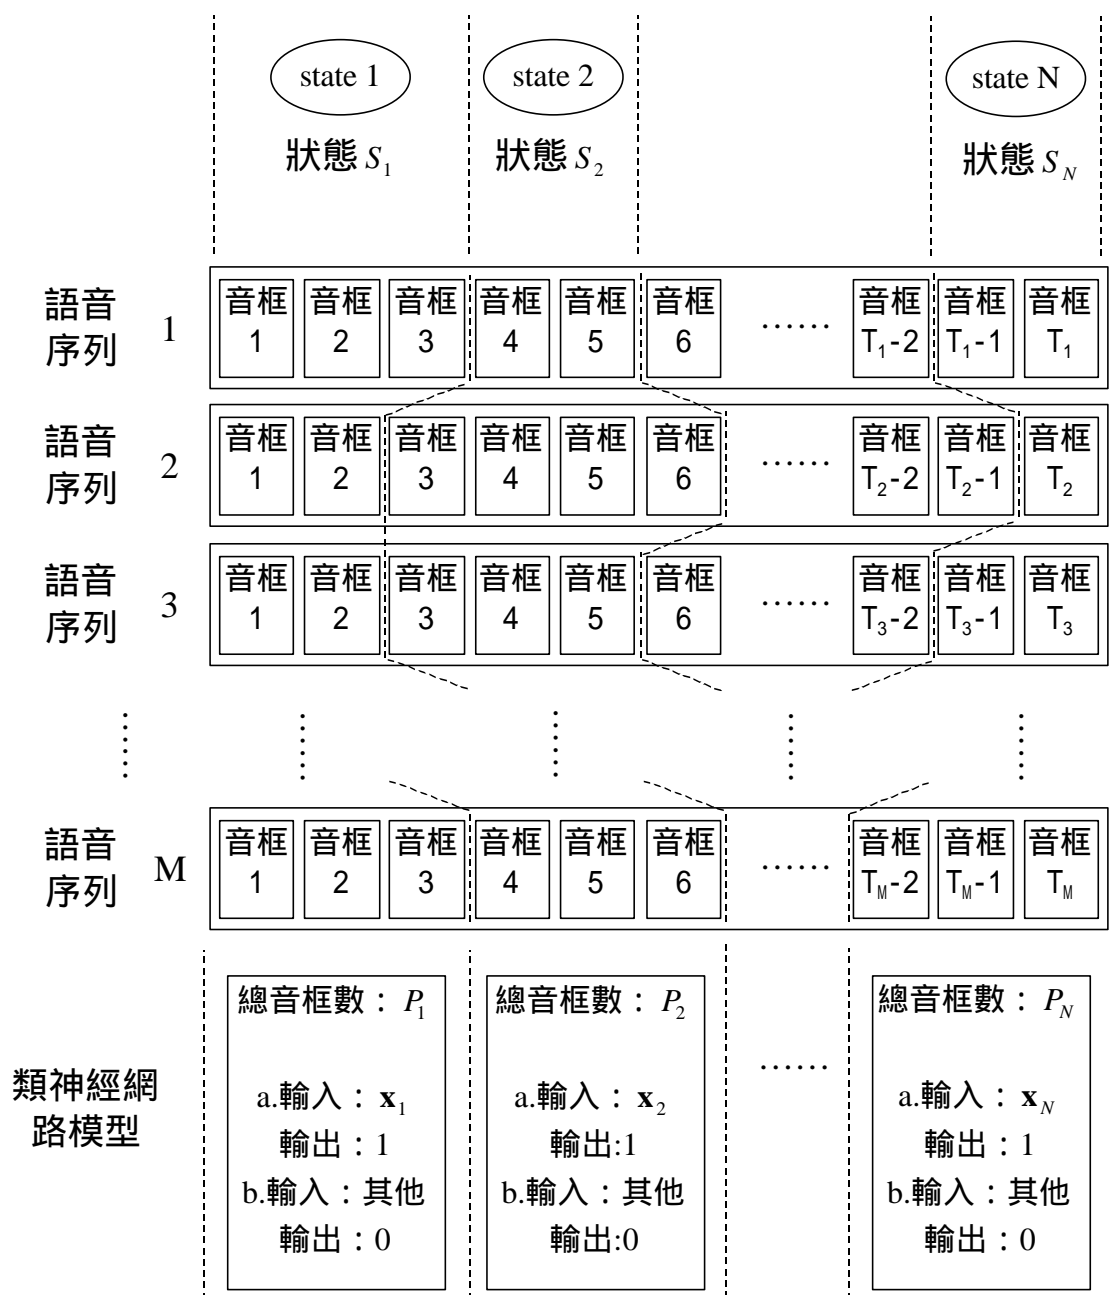 state 1 state 2 state N
狀態 S₁ 狀態 S₂ 狀態 S_N
語音
序列 1
音框 音框 音框 音框 音框 音框 …… 音框 音框 音框
1 2 3 4 5 6 T₁-2 T₁-1 T₁
語音
序列 2
音框 音框 音框 音框 音框 音框 …… 音框 音框 音框
1 2 3 4 5 6 T₂-2 T₂-1 T₂
語音
序列 3
音框 音框 音框 音框 音框 音框 …… 音框 音框 音框
1 2 3 4 5 6 T₃-2 T₃-1 T₃
語音
序列 M
音框 音框 音框 音框 音框 音框 …… 音框 音框 音框
1 2 3 4 5 6 T_M-2 T_M-1 T_M
類神經網
路模型
總音框數：P₁
a.輸入：x₁
輸出：1
b.輸入：其他
輸出：0
總音框數：P₂
a.輸入：x₂
輸出:1
b.輸入：其他
輸出:0
……
總音框數：P_N
a.輸入：x_N
輸出：1
b.輸入：其他
輸出：0